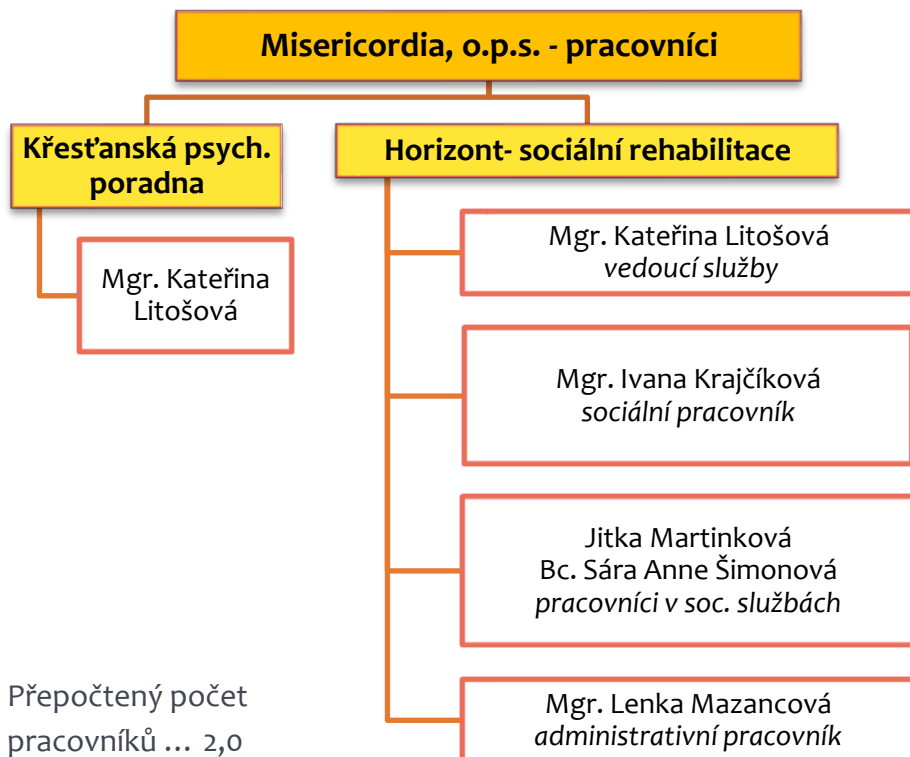 Misericordia, o.p.s. - pracovníci
Křesťanská psych.
poradna
Mgr. Kateřina
Litošová
Horizont- sociální rehabilitace
Mgr. Kateřina Litošová
vedoucí služby
Mgr. Ivana Krajčíková
sociální pracovník
Jitka Martinková
Bc. Sára Anne Šimonová
pracovníci v soc. službách
Mgr. Lenka Mazancová
administrativní pracovník
Přepočtený počet
pracovníků ... 2,0